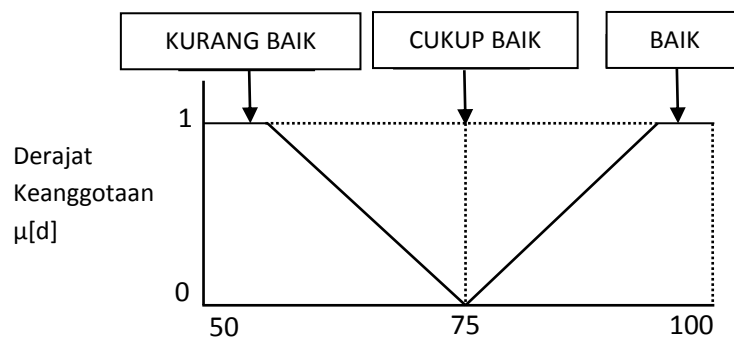 KURANG BAIK
CUKUP BAIK
BAIK
1
Derajat
Keanggotaan
μ[d]
0
50
75
100